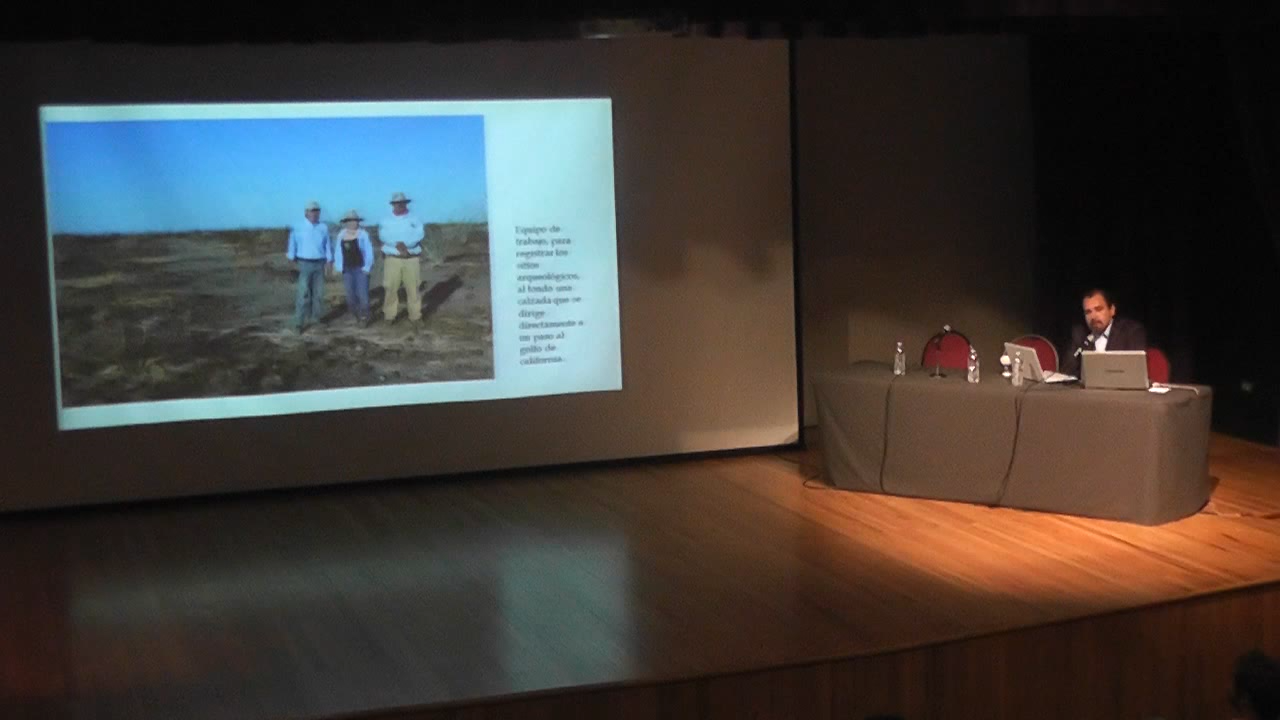 Equipo de
trabajo, para
registrar los
sitios
arqueológicos,
al fondo una
calzada que se
dirige
directamente a
un paso al
golfo de
california.